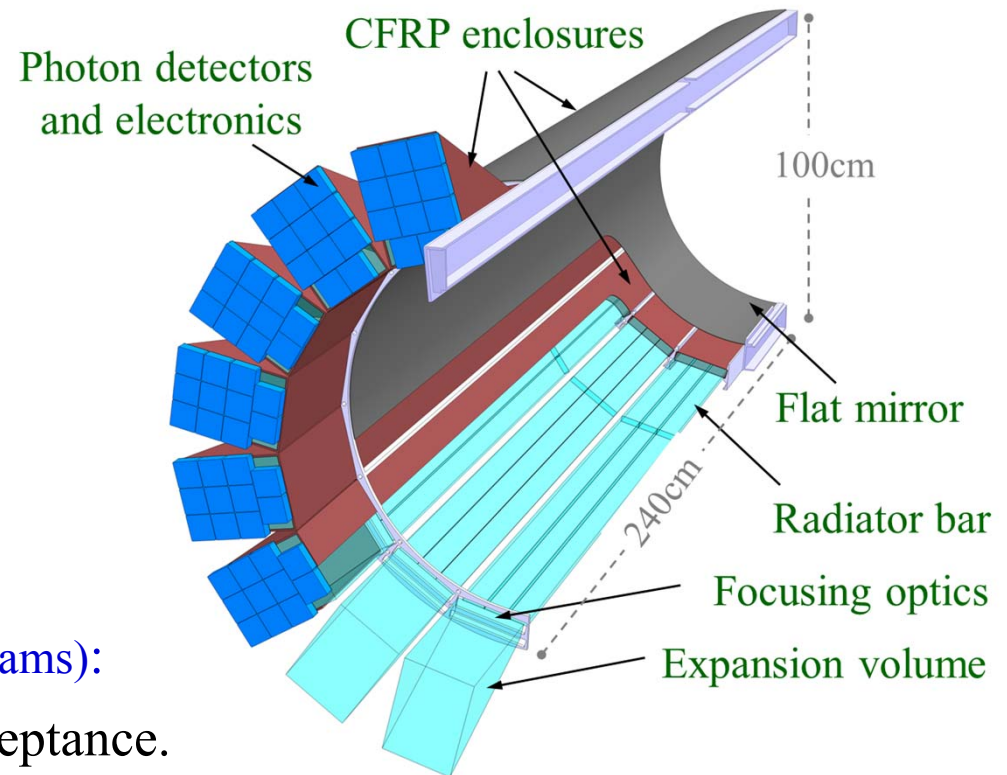 CFRP enclosures
Photon detectors
and electronics
100cm
Flat mirror
240cm
Radiator bar
Focusing optics
Expansion volume
ams):
eptance.